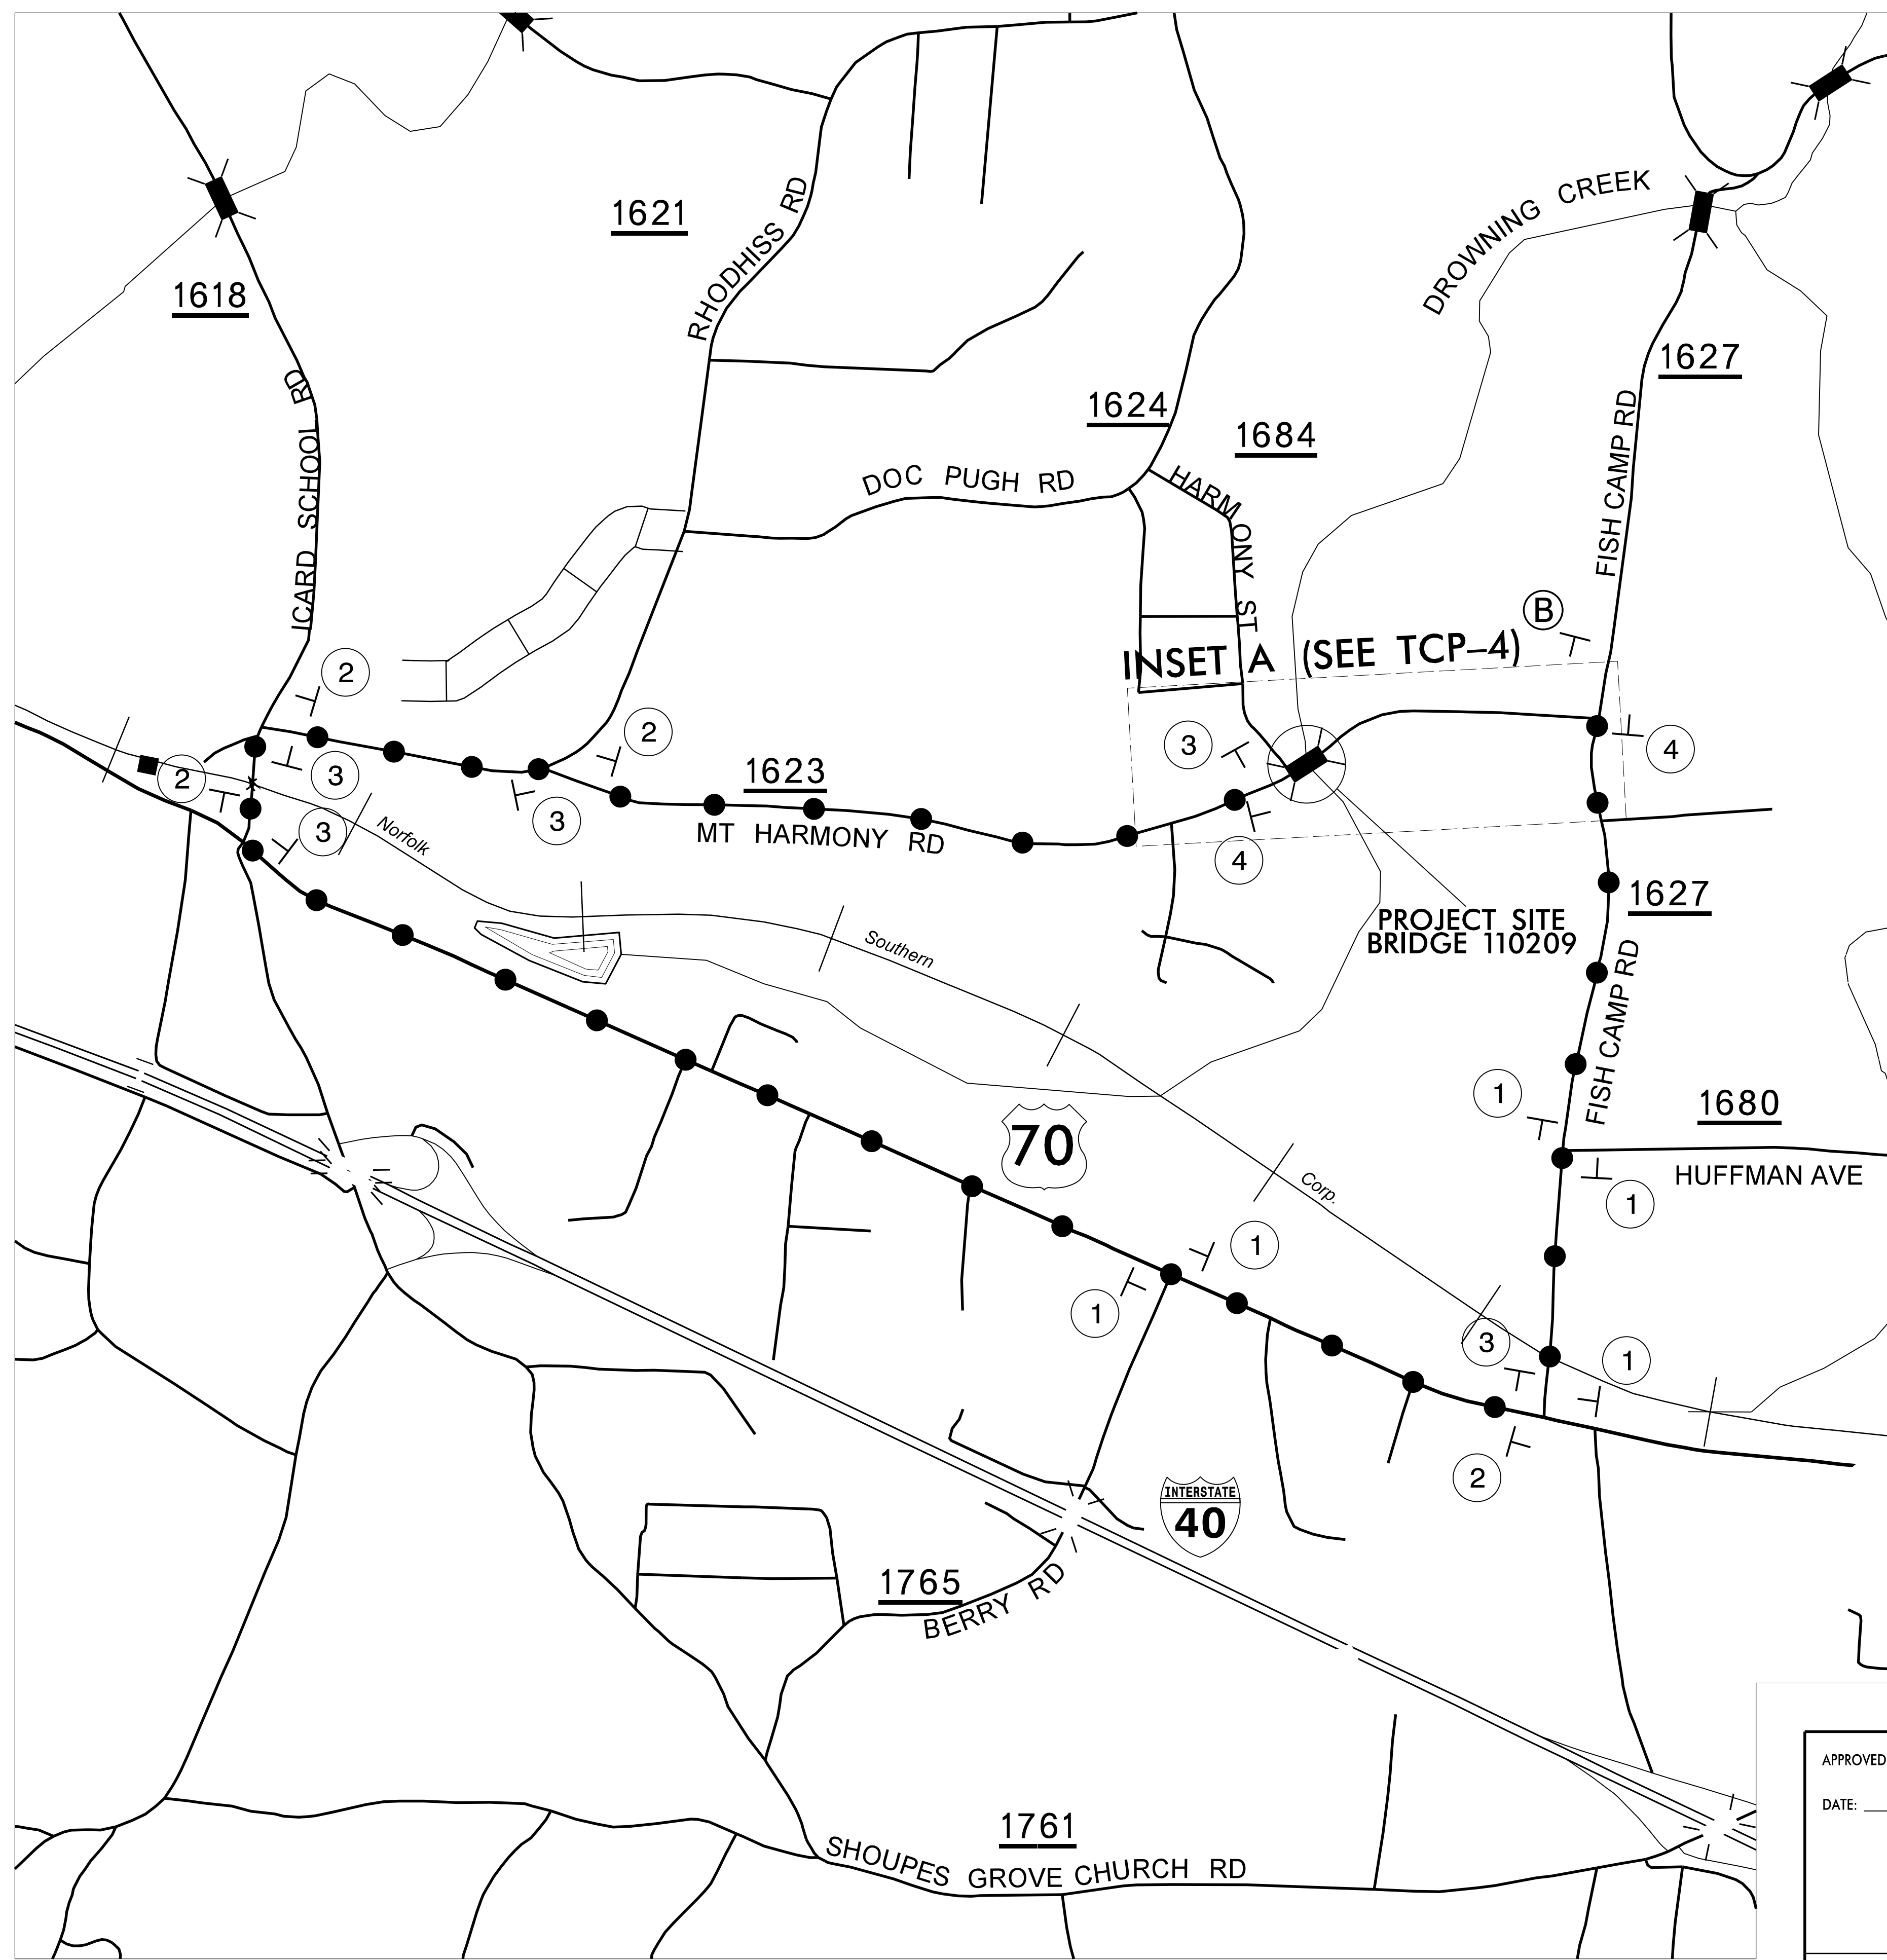 1621
RHODHISS RD
DROWNING CREEK
1618
1627
ICARD SCHOOL RD
1624
1684
FISH CAMP RD
DOC PUGH RD
HARMONY ST
B
INSET A (SEE TCP-4)
2
2
3
4
2
3
1623
3
3
MT HARMONY RD
Norfolk
4
1627
PROJECT SITE
BRIDGE 110209
Southern
FISH CAMP RD
1
1680
70
HUFFMAN AVE
Corp.
1
1
1
3
1
2
INTERSTATE
40
1765
BERRY RD
APPROVED
DATE:
1761
SHOUPES GROVE CHURCH RD